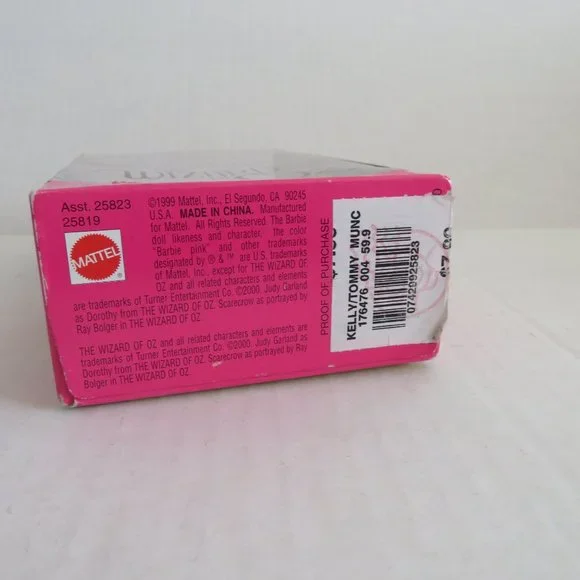 Asst. 25823
25819
MATTEL
©1999 Mattel, Inc., El Segundo, CA 90245
U.S.A. MADE IN CHINA. Manufactured
for Mattel. All Rights Reserved. The Barbie
doll likeness and character, the color
"Barbie pink" and other trademarks
designated by ® & ™ are U.S. trademarks
of Mattel, Inc., except for THE WIZARD OF
OZ and all related characters and elements
are trademarks of Turner Entertainment Co. ©2000. Judy Garland
as Dorothy from THE WIZARD OF OZ. Scarecrow as portrayed by
Ray Bolger in THE WIZARD OF OZ
THE WIZARD OF OZ and all related characters and elements are
trademarks of Turner Entertainment Co. ©2000. Judy Garland as
Dorothy from THE WIZARD OF OZ. Scarecrow as portrayed by Ray
Bolger in THE WIZARD OF OZ.
PROOF OF PURCHASE
KELLY/TOMMY MUNC
176476 004 59.9
07429925823